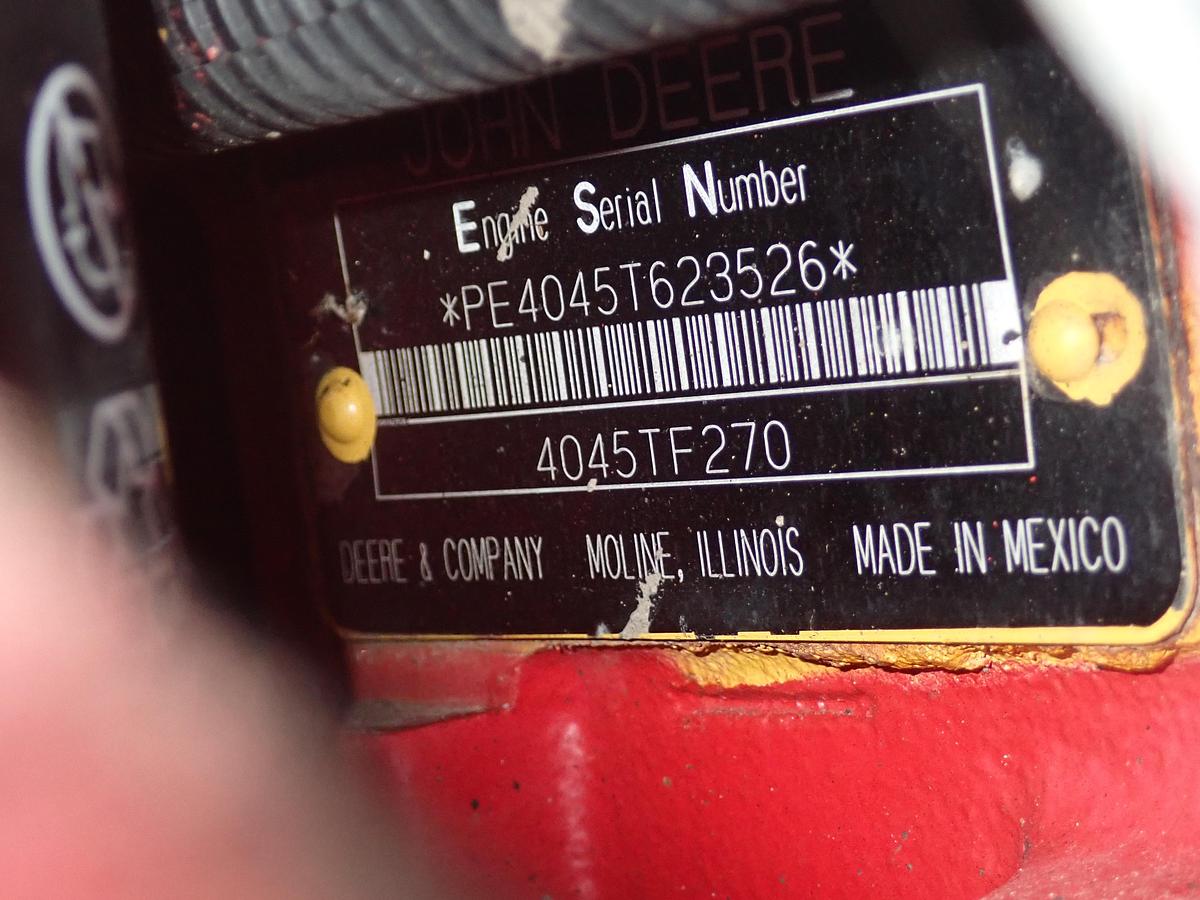 JOHN DEERE
Engine Serial Number
*PE4045T623526*
4045TF270
DEERE & COMPANY MOLINE, ILLINOIS MADE IN MEXICO